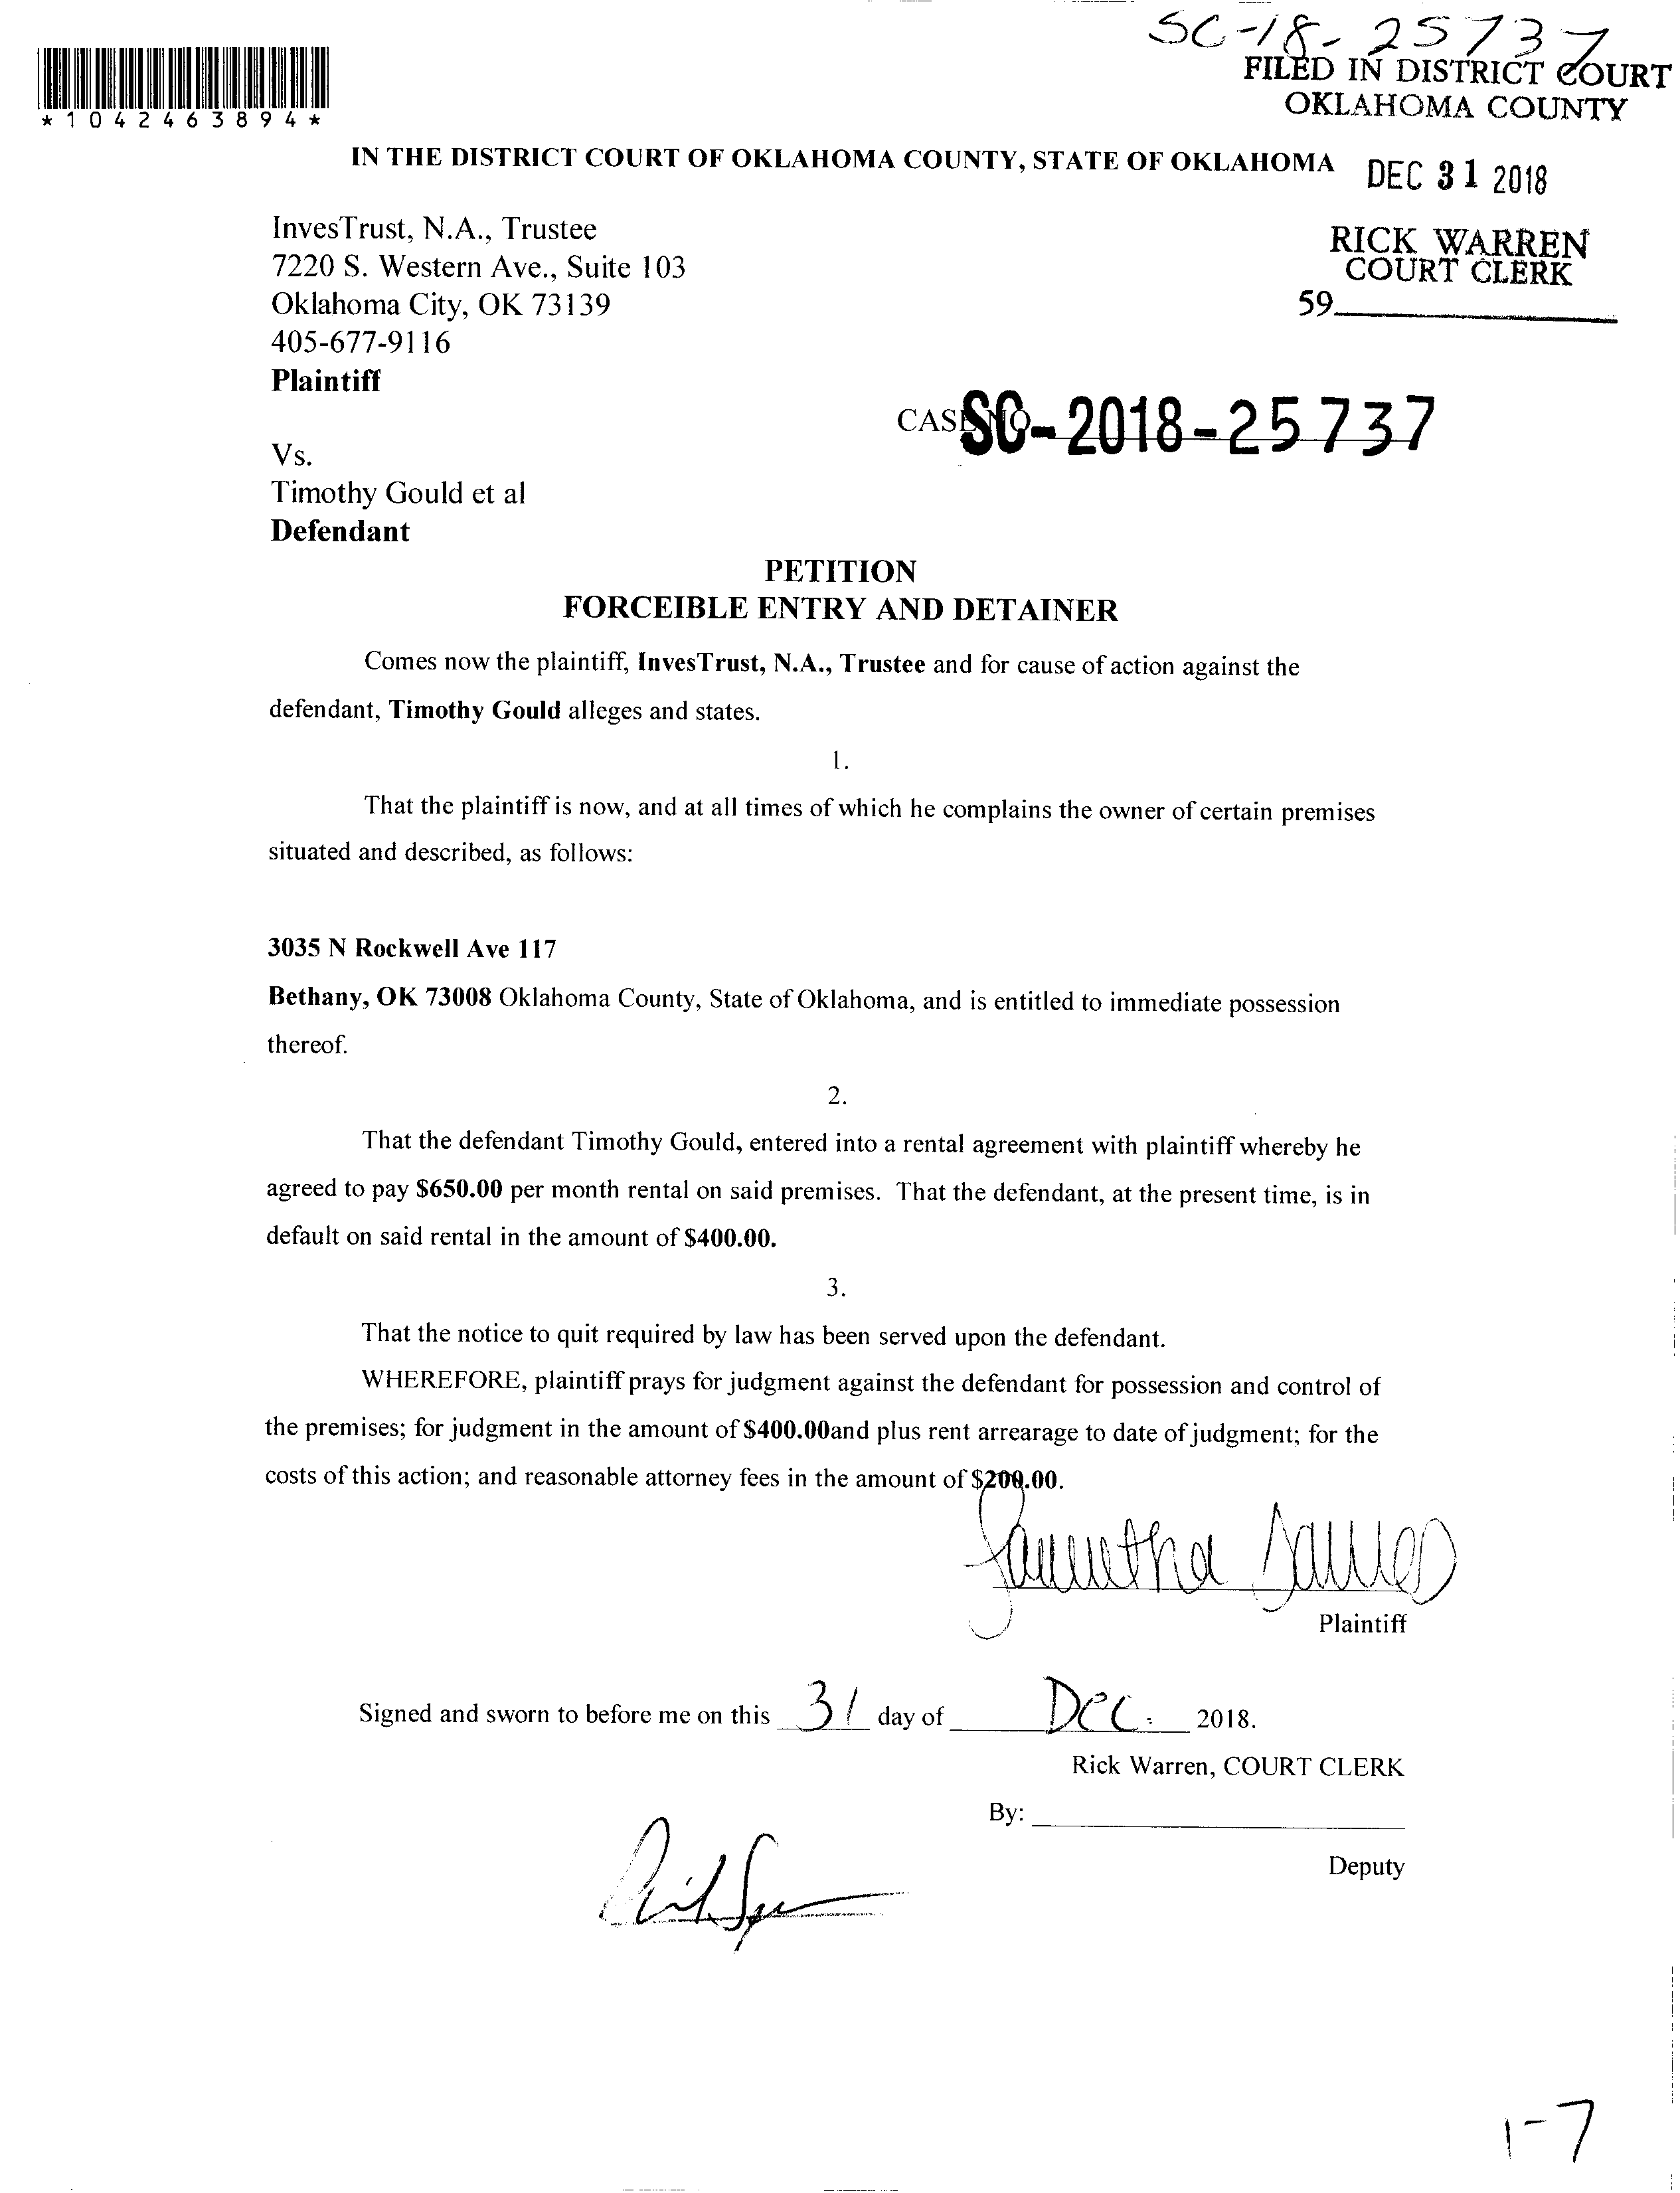 SC-18-25737
FILED IN DISTRICT COURT
OKLAHOMA COUNTY
*1042463894*
IN THE DISTRICT COURT OF OKLAHOMA COUNTY, STATE OF OKLAHOMA
DEC 31 2018
InvesTrust, N.A., Trustee
7220 S. Western Ave., Suite 103
Oklahoma City, OK 73139
405-677-9116
Plaintiff
RICK WARREN
COURT CLERK
59
CASE NO SC-2018-25737
Vs.
Timothy Gould et al
Defendant
PETITION
FORCEIBLE ENTRY AND DETAINER
Comes now the plaintiff, InvesTrust, N.A., Trustee and for cause of action against the
defendant, Timothy Gould alleges and states.
1.
That the plaintiff is now, and at all times of which he complains the owner of certain premises
situated and described, as follows:
3035 N Rockwell Ave 117
Bethany, OK 73008 Oklahoma County, State of Oklahoma, and is entitled to immediate possession
thereof.
2.
That the defendant Timothy Gould, entered into a rental agreement with plaintiff whereby he
agreed to pay $650.00 per month rental on said premises. That the defendant, at the present time, is in
default on said rental in the amount of $400.00.
3.
That the notice to quit required by law has been served upon the defendant.
WHEREFORE, plaintiff prays for judgment against the defendant for possession and control of
the premises; for judgment in the amount of $400.00and plus rent arrearage to date of judgment; for the
costs of this action; and reasonable attorney fees in the amount of $200.00.
Samantha
Plaintiff
Signed and sworn to before me on this 31 day of Dec. 2018.
Rick Warren, COURT CLERK
By:
Deputy
1-7